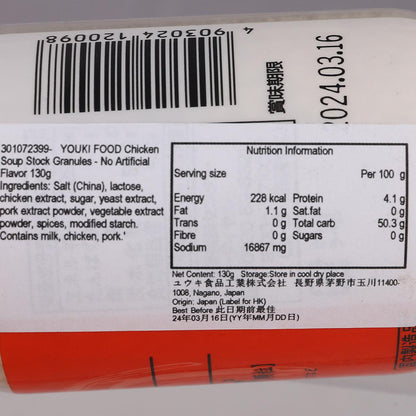 4 903024 120098
賞味期限
2024.03.16
301072399- YOUKI FOOD Chicken
Soup Stock Granules - No Artificial
Flavor 130g
Ingredients: Salt (China), lactose,
chicken extract, sugar, yeast extract,
pork extract powder, vegetable extract
powder, spices, modified starch.
Contains milk, chicken, pork.'
Nutrition Information
Serving size Per 100 g
Energy 228 kcal Protein 4.1g
Fat 1.1 g Sat.fat 0g
Trans 0g Total carb 50.3g
Fibre 0g Sugars 0g
Sodium 16867 mg
Net Content: 130g Storage:Store in cool dry place
ユウキ食品工業株式会社 長野県茅野市玉川11400-
1008, Nagano, Japan
Origin: Japan (Label for HK)
Best Before 此日期前最佳
24年03月16日(YY年MM月DD日)